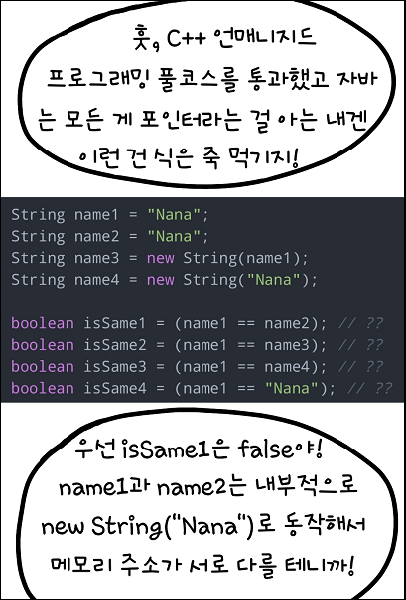 훗, C++ 언매니지드
프로그래밍 풀코스를 통과했고 자바
는 모든 게 포인터라는 걸 아는 내겐
이런 건 식은 죽 먹기지!
String name1 = "Nana";
String name2 = "Nana";
String name3 = new String(name1);
String name4 = new String("Nana");
boolean isSame1 = (name1 == name2); // ??
boolean isSame2 = (name1 == name3); // ??
boolean isSame3 = (name1 == name4); // ??
boolean isSame4 = (name1 == "Nana"); // ??
우선 isSame1은 false야!
name1과 name2는 내부적으로
new String("Nana")로 동작해서
메모리 주소가 서로 다를 테니까!